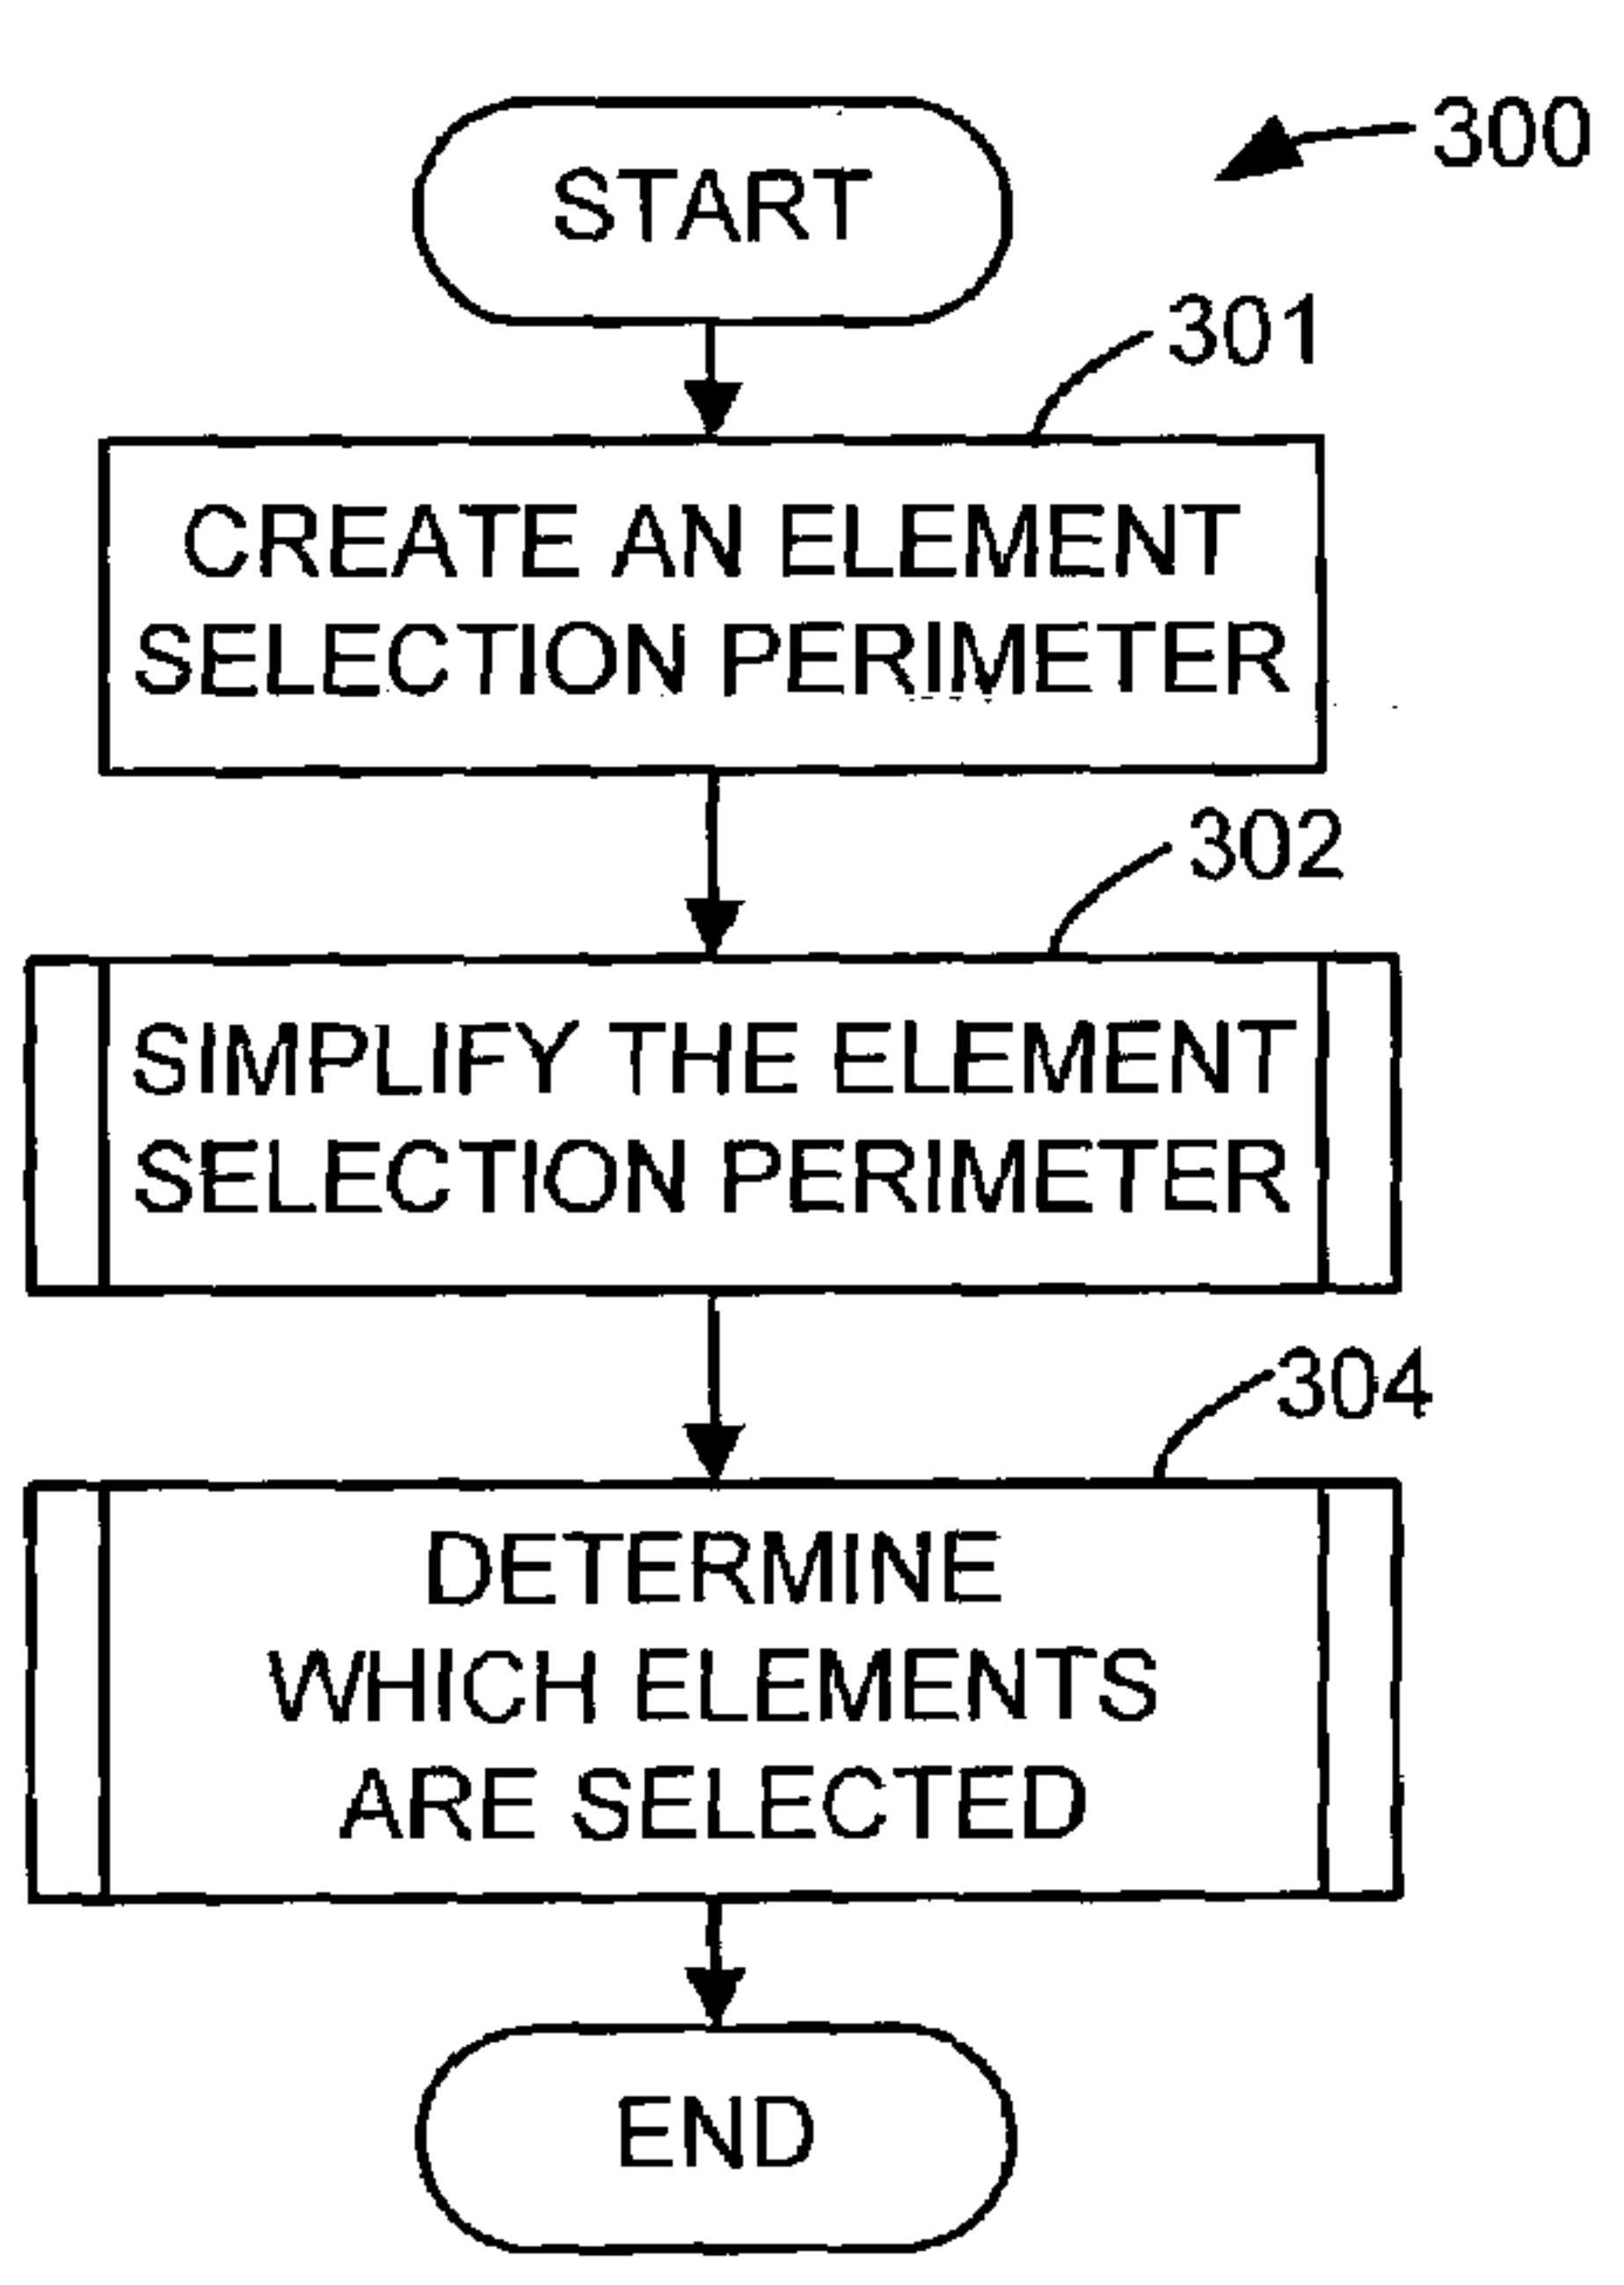 300
START
301
CREATE AN ELEMENT
SELECTION PERIMETER
302
SIMPLIFY THE ELEMENT
SELECTION PERIMETER
304
DETERMINE
WHICH ELEMENTS
ARE SELECTED
END